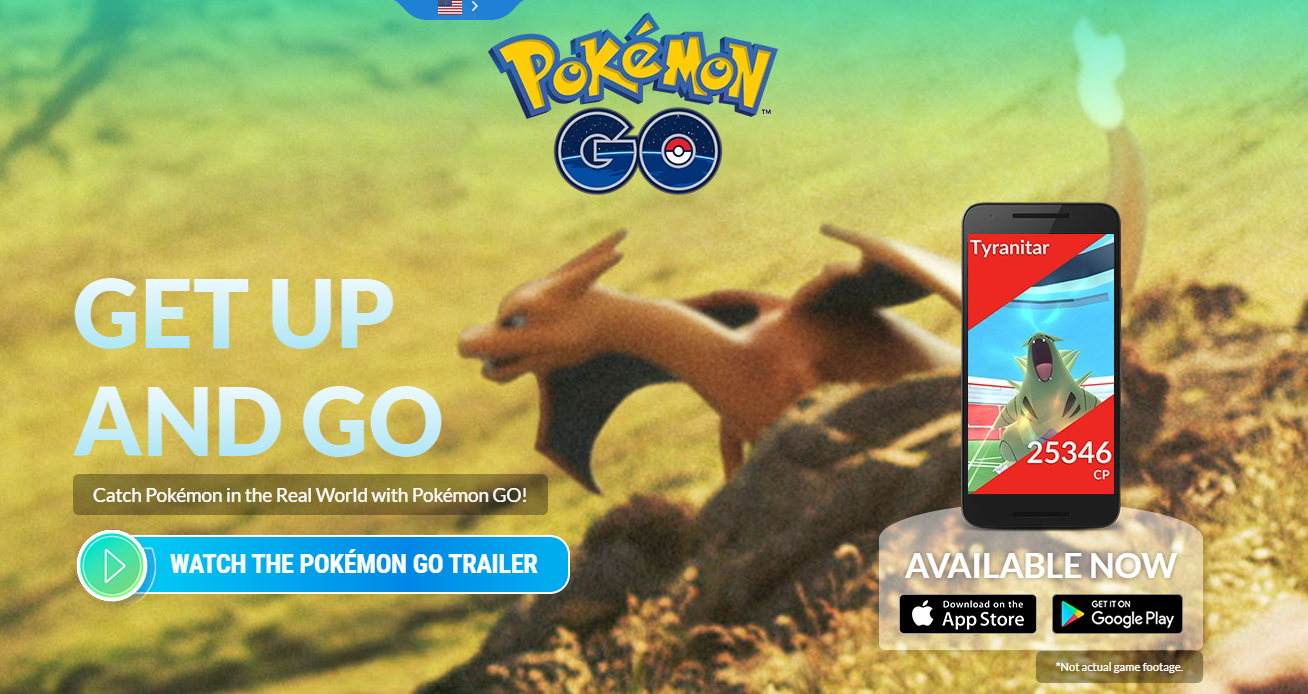 POKÉMON
TM
GO
Tyranitar
GET UP
AND GO
25346
CP
Catch Pokémon in the Real World with Pokémon GO!
WATCH THE POKÉMON GO TRAILER
AVAILABLE NOW
Download on the
App Store
GET IT ON
Google Play
*Not actual game footage.